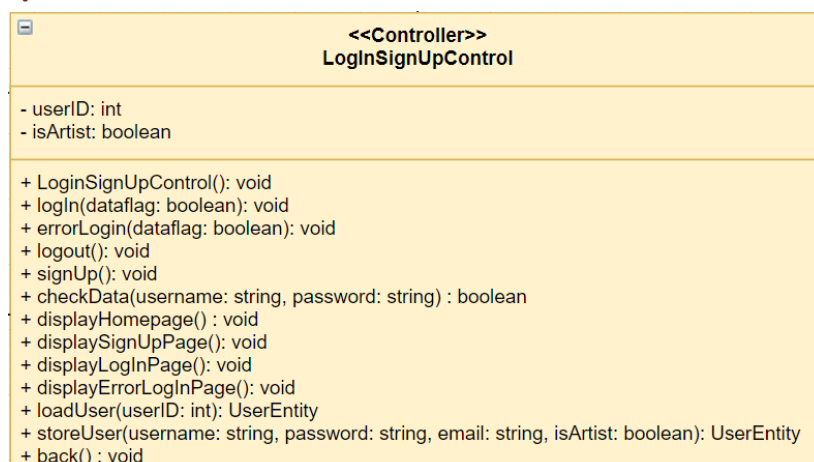 <<Controller>>
LogInSignUpControl
- userID: int
- isArtist: boolean
+ LoginSignUpControl(): void
+ logIn(dataflag: boolean): void
+ errorLogin(dataflag: boolean): void
+ logout(): void
+ signUp(): void
+ checkData(username: string, password: string) : boolean
+ displayHomepage() : void
+ displaySignUpPage(): void
+ displayLogInPage(): void
+ displayErrorLogInPage(): void
+ loadUser(userID: int): UserEntity
+ storeUser(username: string, password: string, email: string, isArtist: boolean): UserEntity
+ back() : void